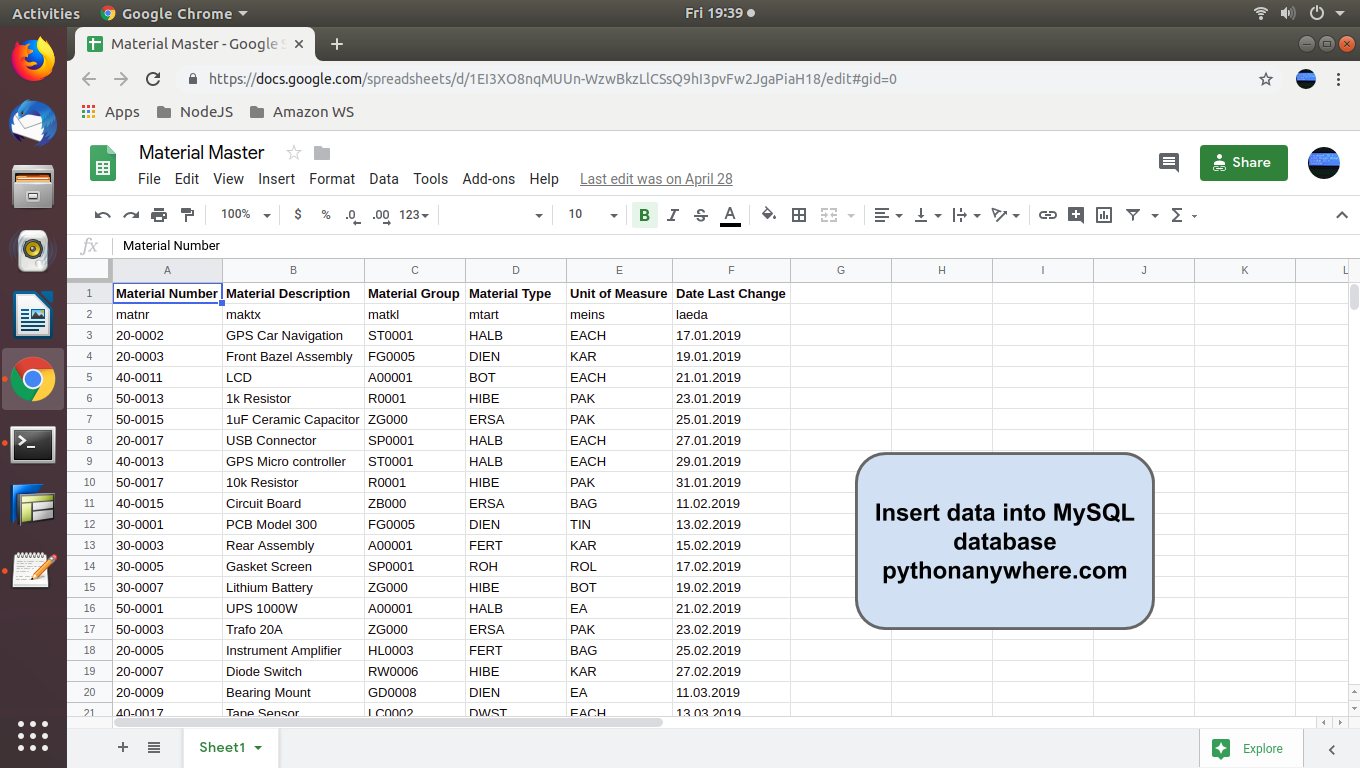 Activities Google Chrome Fri 19:39
Material Master - Google S
https://docs.google.com/spreadsheets/d/1EI3XO8nqMUUn-WzwBkzLlCSsQ9hI3pvFw2JgaPiaH18/edit#gid=0
Apps NodeJS Amazon WS
Material Master
File Edit View Insert Format Data Tools Add-ons Help Last edit was on April 28
Share
100% $ % .0 .00 123 10 B I S A
fx Material Number
A B C D E F G H I J K L
1 Material Number Material Description Material Group Material Type Unit of Measure Date Last Change
2 matnr maktx matkl mtart meins laeda
3 20-0002 GPS Car Navigation ST0001 HALB EACH 17.01.2019
4 20-0003 Front Bazel Assembly FG0005 DIEN KAR 19.01.2019
5 40-0011 LCD A00001 BOT EACH 21.01.2019
6 50-0013 1k Resistor R0001 HIBE PAK 23.01.2019
7 50-0015 1uF Ceramic Capacitor ZG000 ERSA PAK 25.01.2019
8 20-0017 USB Connector SP0001 HALB EACH 27.01.2019
9 40-0013 GPS Micro controller ST0001 HALB EACH 29.01.2019
10 50-0017 10k Resistor R0001 HIBE PAK 31.01.2019
11 40-0015 Circuit Board ZB000 ERSA BAG 11.02.2019
12 30-0001 PCB Model 300 FG0005 DIEN TIN 13.02.2019
13 30-0003 Rear Assembly A00001 FERT KAR 15.02.2019
14 30-0005 Gasket Screen SP0001 ROH ROL 17.02.2019
15 30-0007 Lithium Battery ZG000 HIBE BOT 19.02.2019
16 50-0001 UPS 1000W A00001 HALB EA 21.02.2019
17 50-0003 Trafo 20A ZG000 ERSA PAK 23.02.2019
18 20-0005 Instrument Amplifier HL0003 FERT BAG 25.02.2019
19 20-0007 Diode Switch RW0006 HIBE KAR 27.02.2019
20 20-0009 Bearing Mount GD0008 DIEN EA 11.03.2019
21 40-0017 Tape Sensor LC0002 DWST EACH 13.03.2019
Insert data into MySQL
database
pythonanywhere.com
Sheet1 Explore